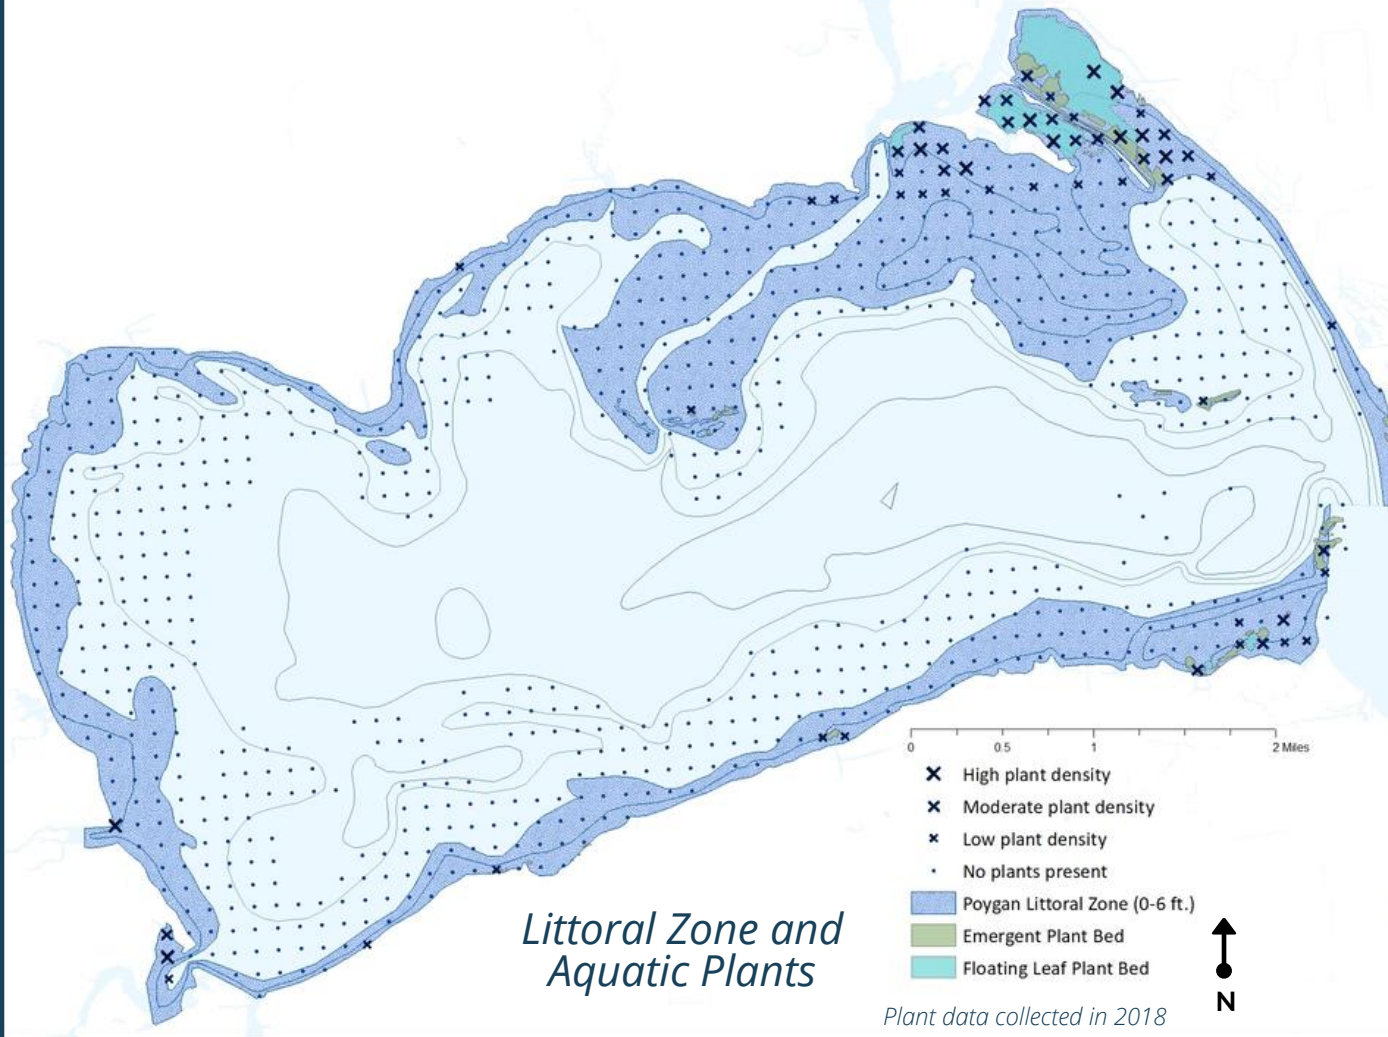 0 0.5 1 2 Miles
High plant density
Moderate plant density
Low plant density
No plants present
Poygan Littoral Zone (0-6 ft.)
Emergent Plant Bed
Floating Leaf Plant Bed
Littoral Zone and
Aquatic Plants
N
Plant data collected in 2018